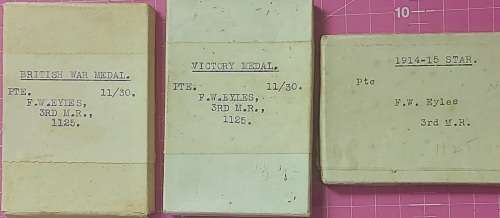 BRITISH WAR MEDAL.
PTE. 11/30.
F.W.EYLES,
3RD M.R.,
1125.
VICTORY MEDAL.
PTE. 11/30.
F.W.EYLES,
3RD M.R.,
1125.
10
1914-15 STAR.
Pte
F.W. Eyles
3rd M.R.